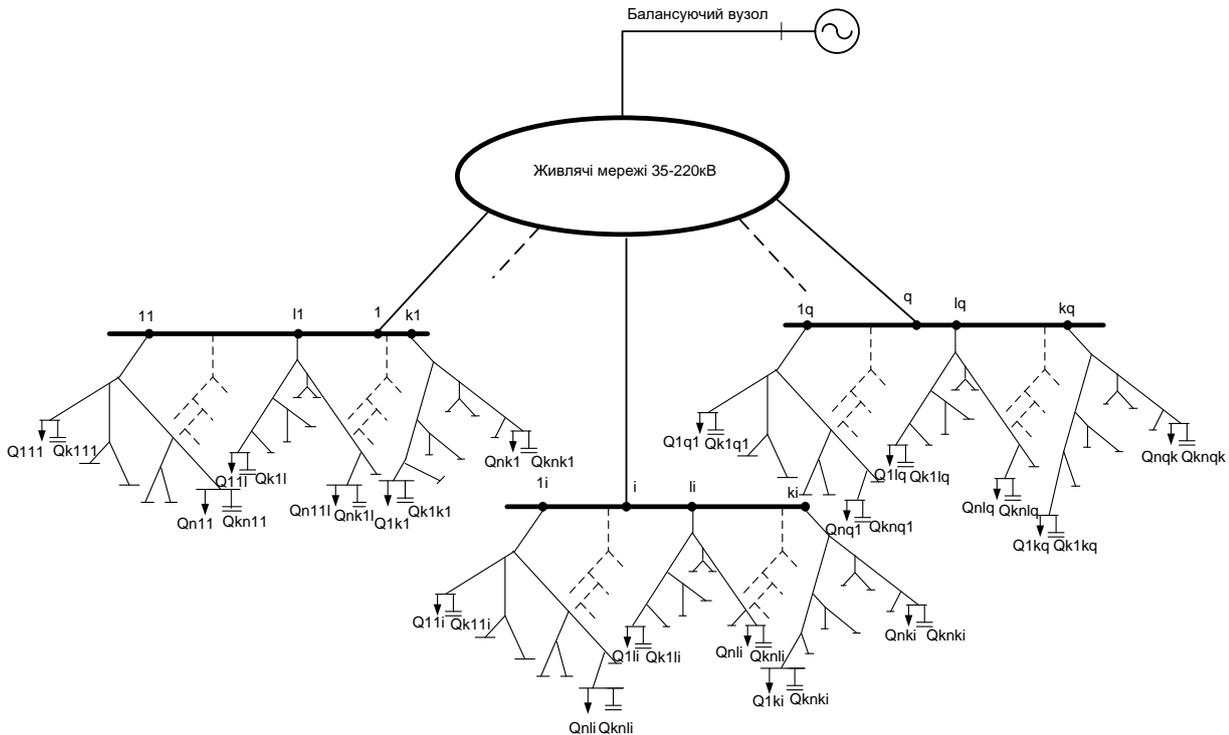 Балансуючий вузол
Живлячі мережі 35-220кВ
11
l1
1
k1
1q
q
lq
kq
Q111 Qk111
Q11l Qk1l
Qn11 Qkn11
Qn11l Qnk1l
Q1k1 Qk1k1
Qnk1 Qknk1
Q1q1 Qk1q1
Q1lq Qk1lq
Qnq1 Qknq1
Qnlq Qknlq
Q1kq Qk1kq
Qnqk Qknqk
1i
i
li
ki
Q11i Qk11i
Qnli Qknli
Q1li Qk1li
Qnli Qknli
Q1ki Qknki
Qnki Qknki